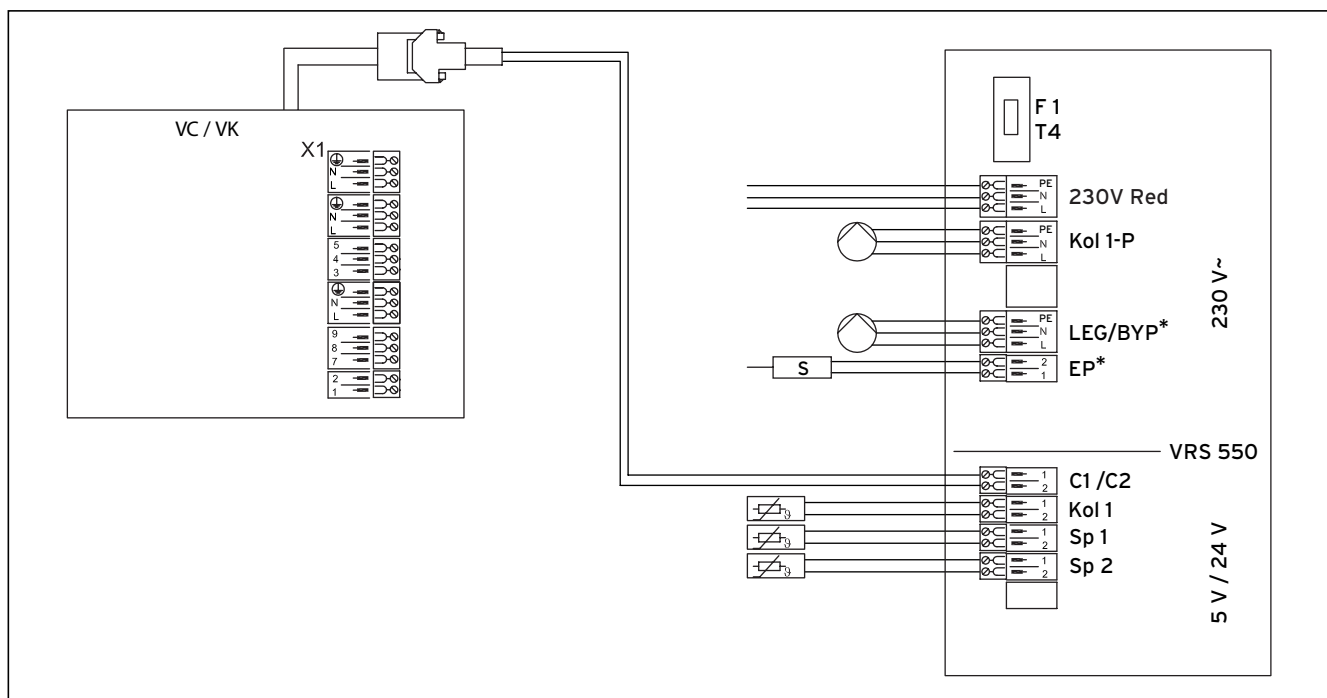 VC / VK
X1
N
L
N
L
5
4
3
N
L
9
8
7
2
1
F 1
T4
PE
N
L
230V Red
PE
N
L
Kol 1-P
PE
N
L
LEG/BYP*
S
2
1
EP*
230 V~
VRS 550
1
2
C1 /C2
ϑ
1
2
Kol 1
ϑ
1
2
Sp 1
ϑ
1
2
Sp 2
5 V / 24 V